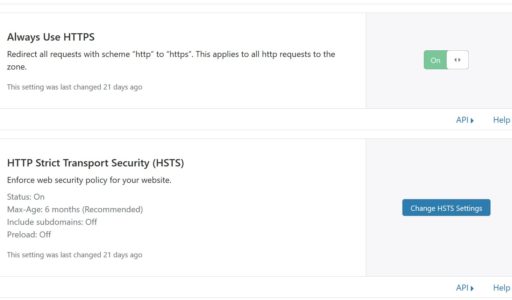 Always Use HTTPS
Redirect all requests with scheme “http” to “https”. This applies to all http requests to the
zone.
On
This setting was last changed 21 days ago
API
Help
HTTP Strict Transport Security (HSTS)
Enforce web security policy for your website.
Status: On
Max-Age: 6 months (Recommended)
Include subdomains: Off
Preload: Off
Change HSTS Settings
This setting was last changed 21 days ago
API
Help